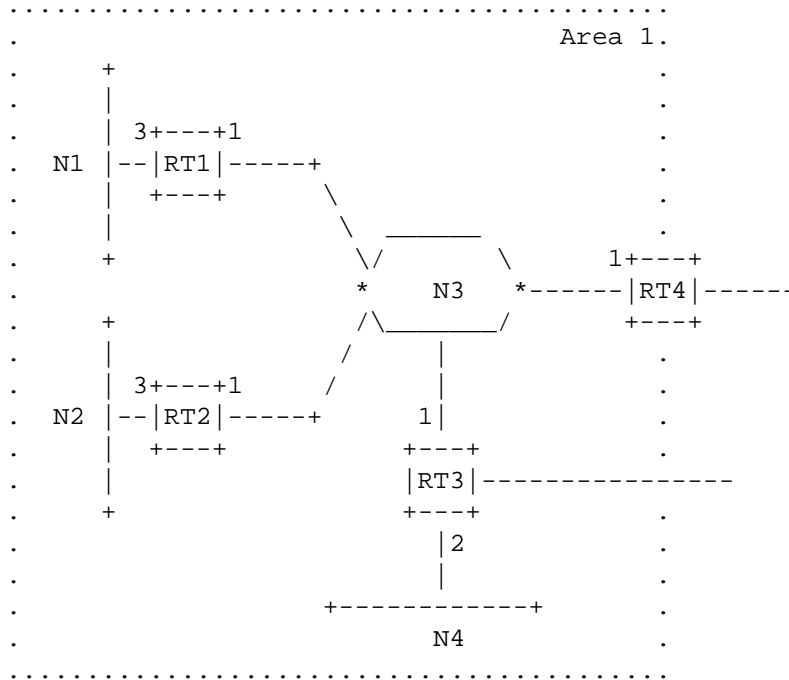 Area 1.
3+---+1
N1 |--|RT1|-----+
+---+
1+---+
* N3 *------|RT4|------
+---+
3+---+1
N2 |--|RT2|-----+ 1|
+---+ +---+
|RT3|----------------
+---+
|2
+------------+
N4